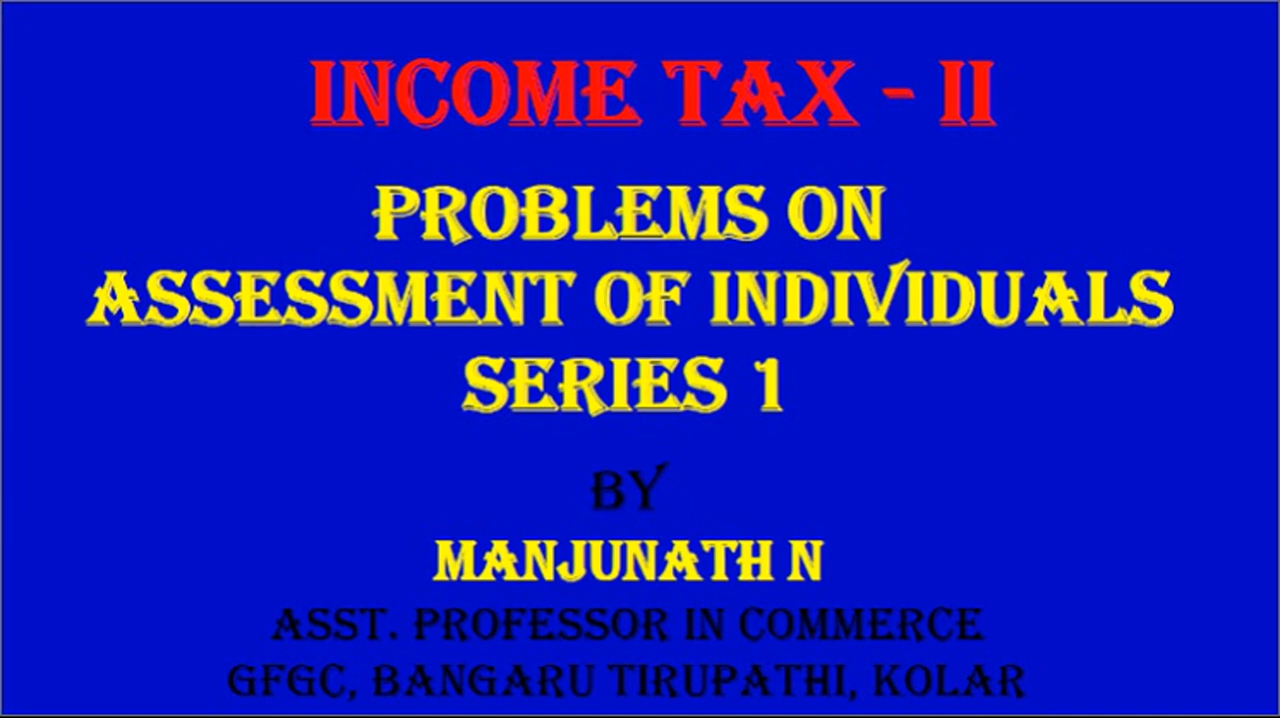 INCOME TAX - II
PROBLEMS ON
ASSESSMENT OF INDIVIDUALS
SERIES 1
BY
MANJUNATH N
ASST. PROFESSOR IN COMMERCE
GFGC, BANGARU TIRUPATHI, KOLAR